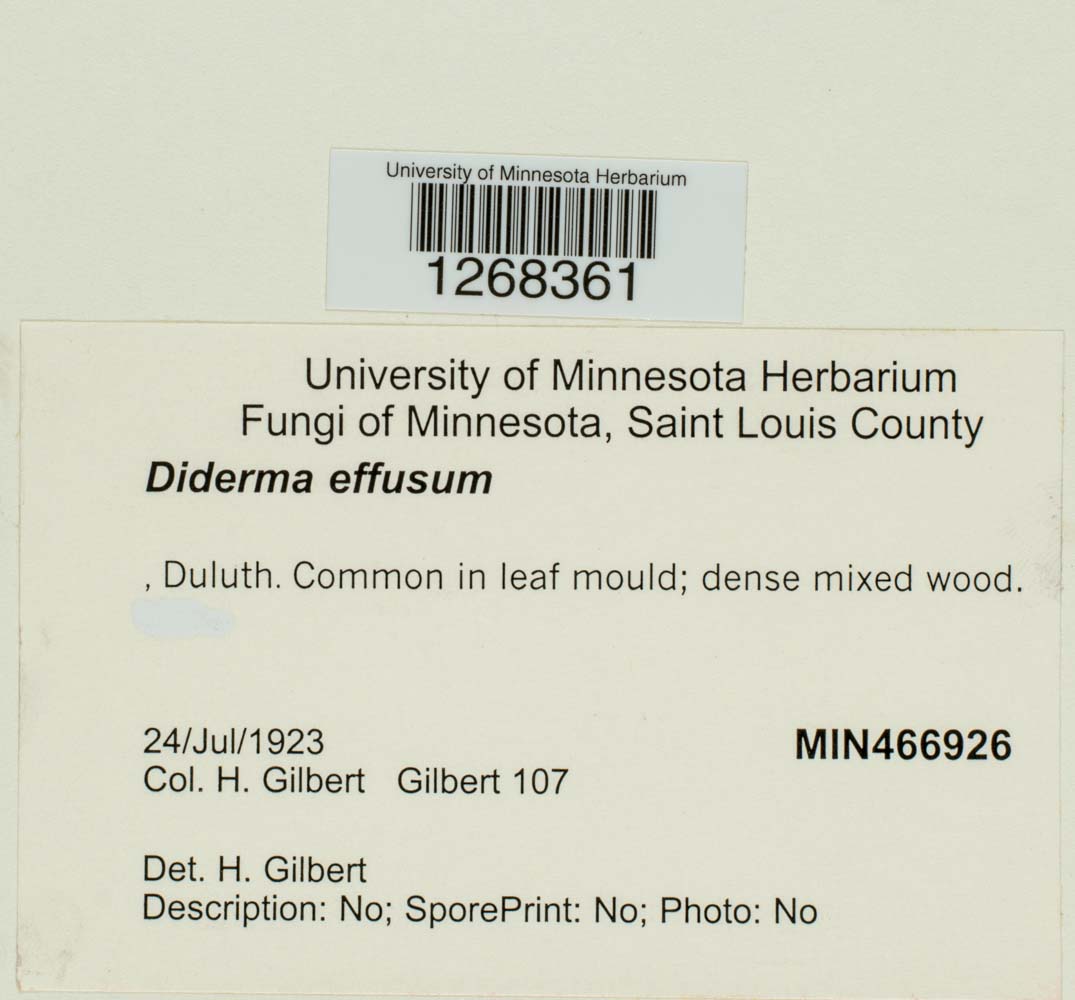 University of Minnesota Herbarium
1268361
University of Minnesota Herbarium
Fungi of Minnesota, Saint Louis County
Diderma effusum
, Duluth. Common in leaf mould; dense mixed wood.
24/Jul/1923
MIN466926
Col. H. Gilbert Gilbert 107
Det. H. Gilbert
Description: No; SporePrint: No; Photo: No